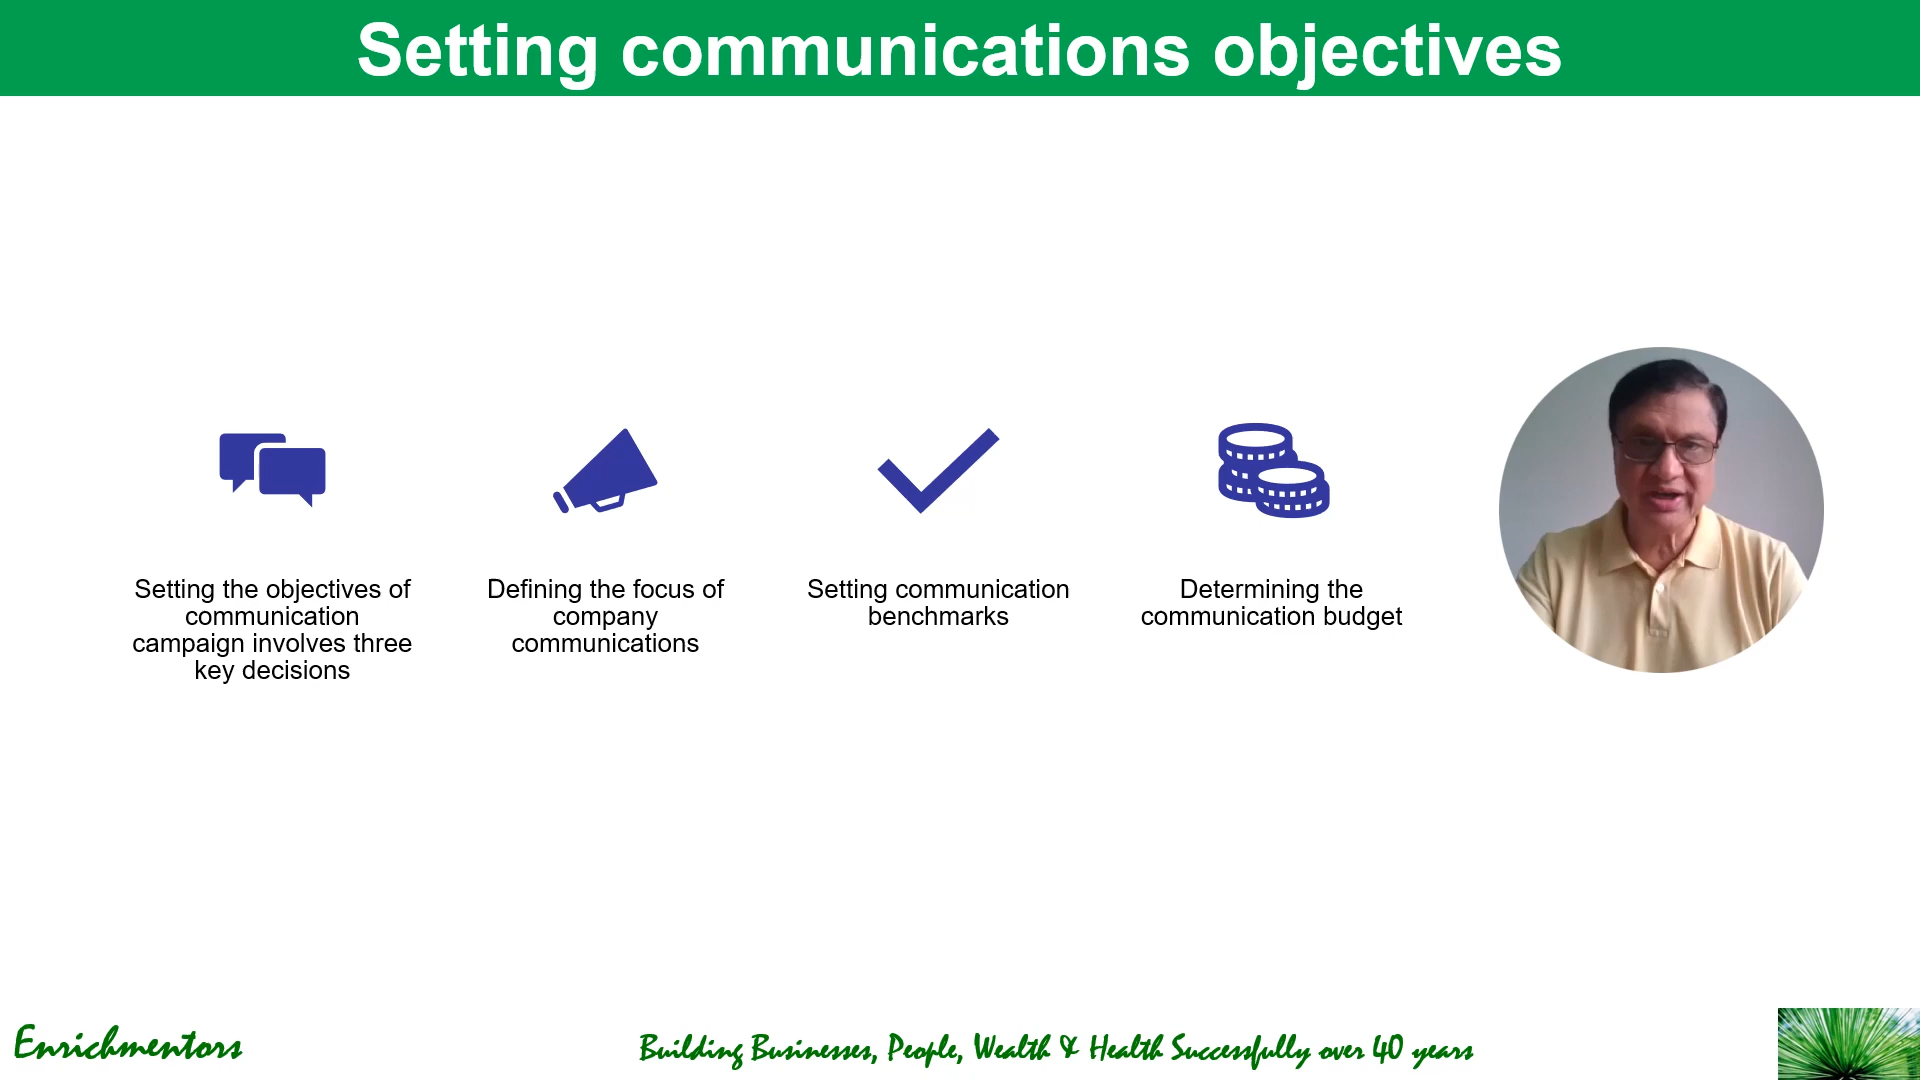 Setting communications objectives
Setting the objectives of
communication
campaign involves three
key decisions
Defining the focus of
company
communications
Setting communication
benchmarks
Determining the
communication budget
Enrichmentors
Building Businesses, People, Wealth & Health Successfully over 40 years